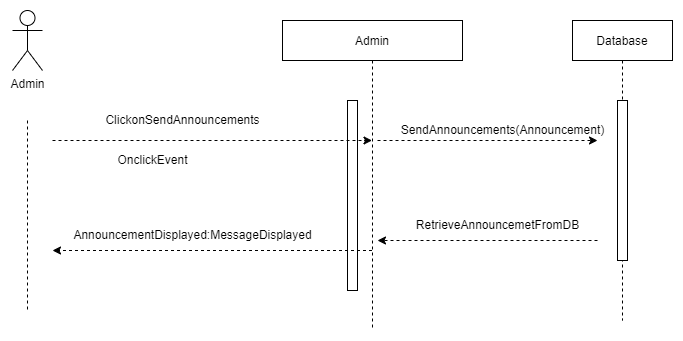 Admin
Admin
Database
ClickonSendAnnouncements
SendAnnouncements(Announcement)
OnclickEvent
RetrieveAnnouncemetFromDB
AnnouncementDisplayed:MessageDisplayed